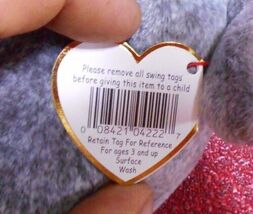 Please remove all swing tags
before giving this item to a child
0 08421 04222 7
Retain Tag For Reference
For ages 3 and up
Surface
Wash